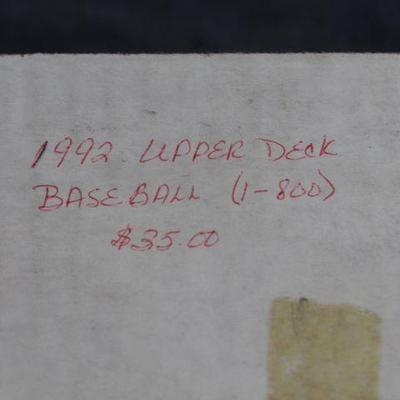 1992 UPPER DECK
BASEBALL (1-800)
$35.00